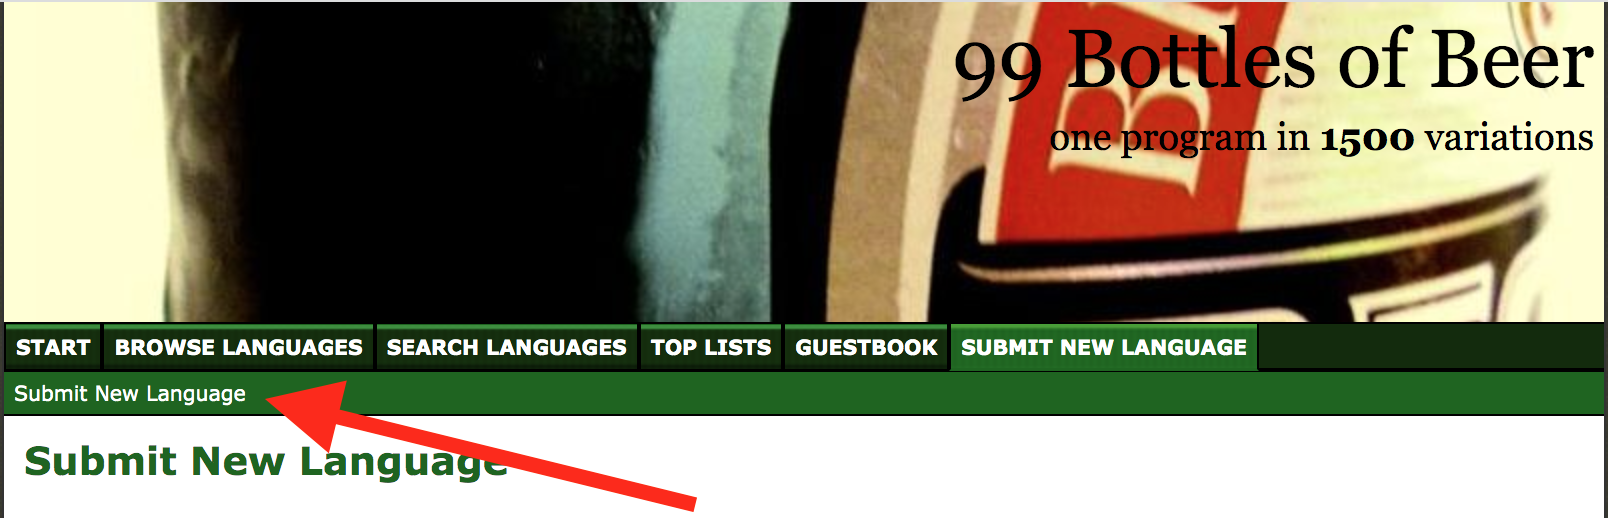 99 Bottles of Beer
one program in 1500 variations
START BROWSE LANGUAGES SEARCH LANGUAGES TOP LISTS GUESTBOOK SUBMIT NEW LANGUAGE
Submit New Language
Submit New Language